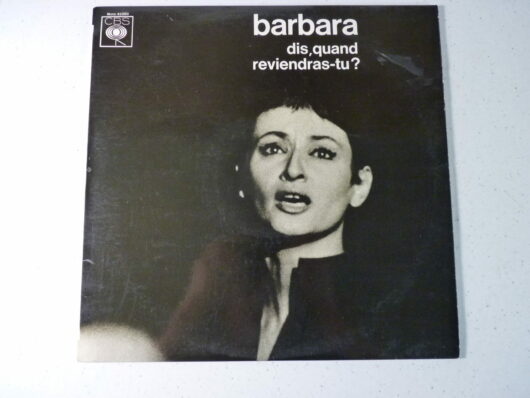 CBS
barbara
dis, quand
reviendras-tu?